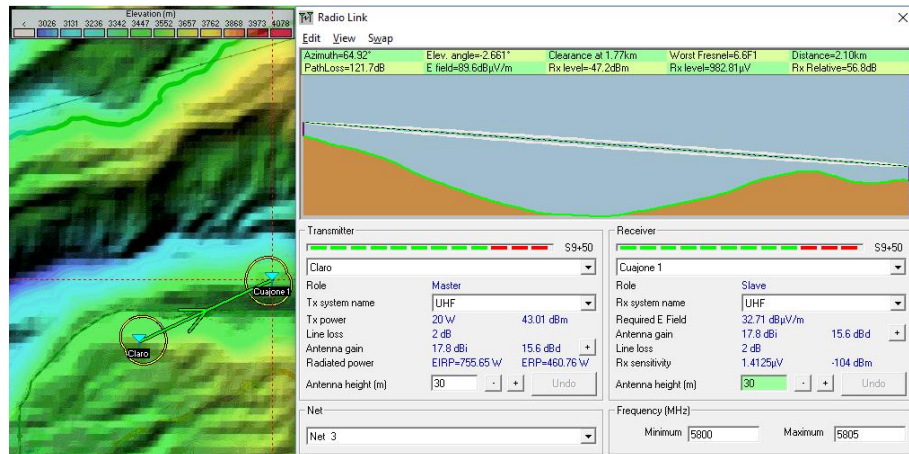 Elevation (m)
< 3026 3131 3236 3342 3447 3552 3657 3762 3868 3973 4078
Cuajone 1
Claro
Radio Link
Edit View Swap
Azimuth=64.92° Elev. angle=-2.661° Clearance at 1.77km Worst Fresnel=6.6F1 Distance=2.10km
PathLoss=121.7dB E field=89.6dBµV/m Rx level=-47.2dBm Rx level=982.81µV Rx Relative=56.8dB
Transmitter
S9+50
Claro
Role Master
Tx system name UHF
Tx power 20 W 43.01 dBm
Line loss 2 dB
Antenna gain 17.8 dBi 15.6 dBd +
Radiated power EIRP=755.65 W ERP=460.76 W
Antenna height (m) 30 - + Undo
Net
Net 3
Receiver
S9+50
Cuajone 1
Role Slave
Rx system name UHF
Required E Field 32.71 dBµV/m
Antenna gain 17.8 dBi 15.6 dBd +
Line loss 2 dB
Rx sensitivity 1.4125µV -104 dBm
Antenna height (m) 30 - + Undo
Frequency (MHz)
Minimum 5800 Maximum 5805